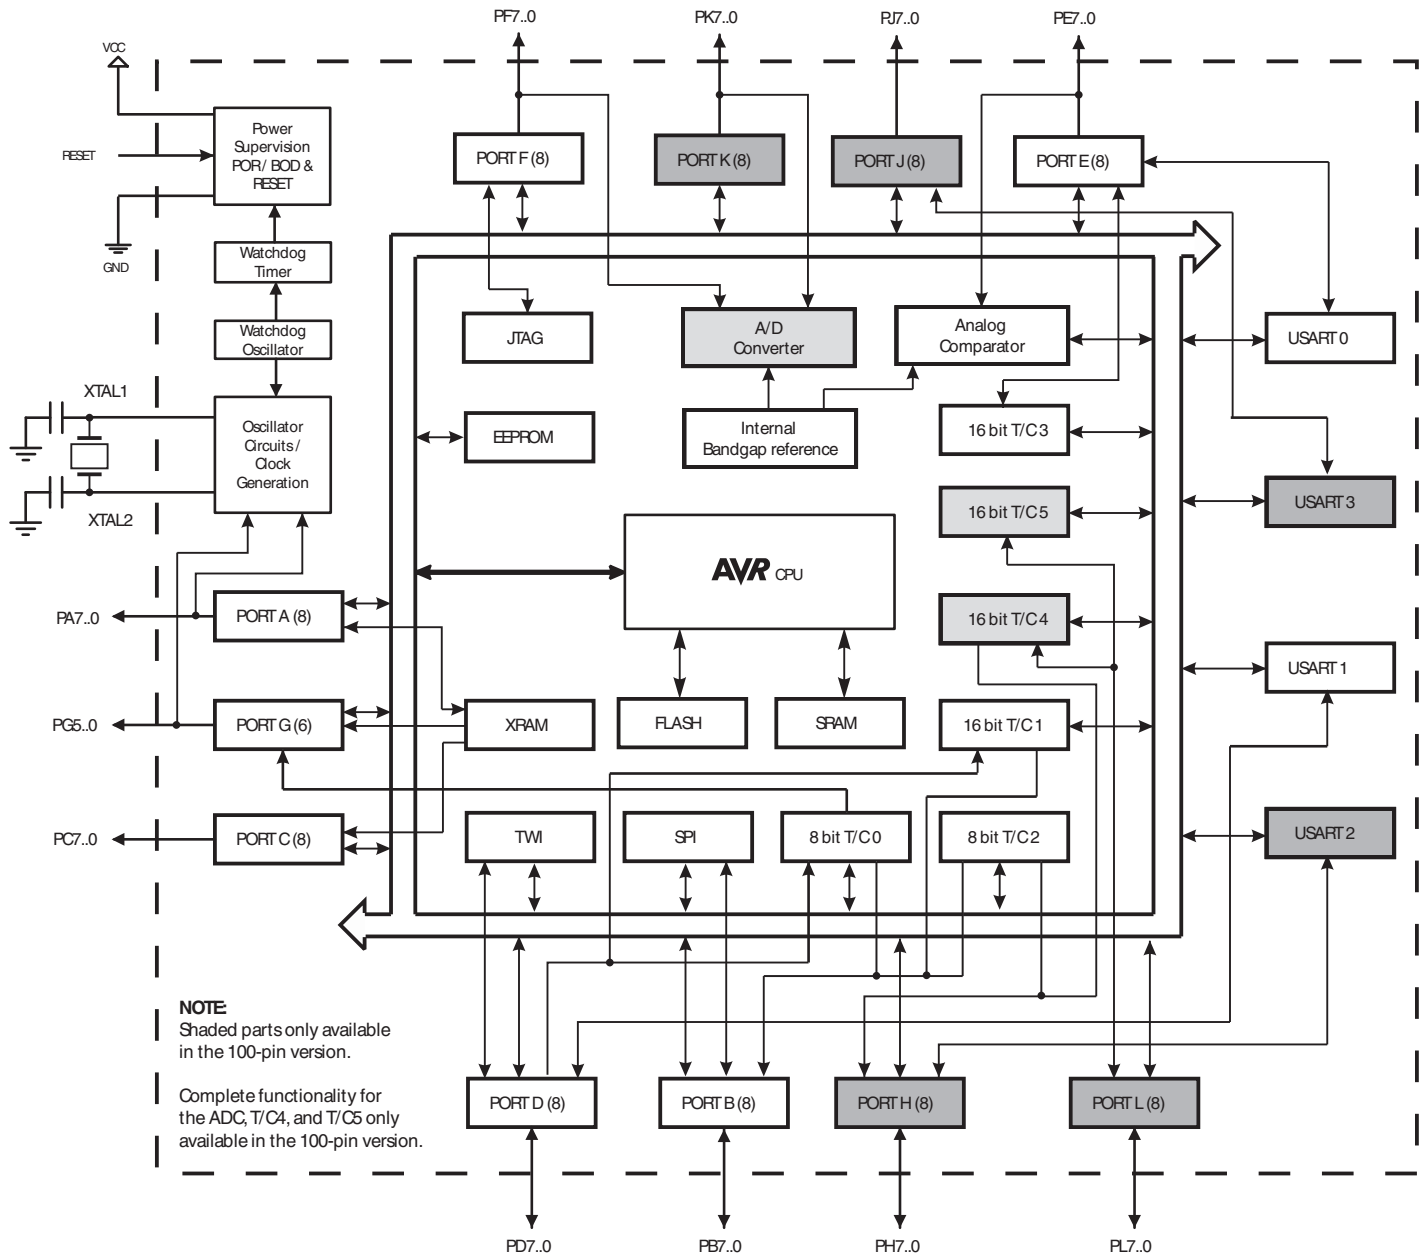 PF7..0
PK7..0
PJ7..0
PE7..0
VCC
RESET
GND
Power
Supervision
POR/ BOD &
RESET
PORT F (8)
PORT K (8)
PORT J (8)
PORT E (8)
Watchdog
Timer
Watchdog
Oscillator
JTAG
A/D
Converter
Analog
Comparator
USART 0
XTAL1
Oscillator
Circuits /
Clock
Generation
XTAL2
EEPROM
Internal
Bandgap reference
16 bit T/C3
16 bit T/C5
USART 3
AVR CPU
PA7..0
PORT A (8)
16 bit T/C4
USART 1
PG5..0
PORT G (6)
XRAM
FLASH
SRAM
16 bit T/C1
PC7..0
PORT C (8)
TWI
SPI
8 bit T/C0
8 bit T/C2
USART 2
NOTE:
Shaded parts only available
in the 100-pin version.
Complete functionality for
the ADC, T/C4, and T/C5 only
available in the 100-pin version.
PORT D (8)
PORT B (8)
PORT H (8)
PORT L (8)
PD7..0
PB7..0
PH7..0
PL7..0